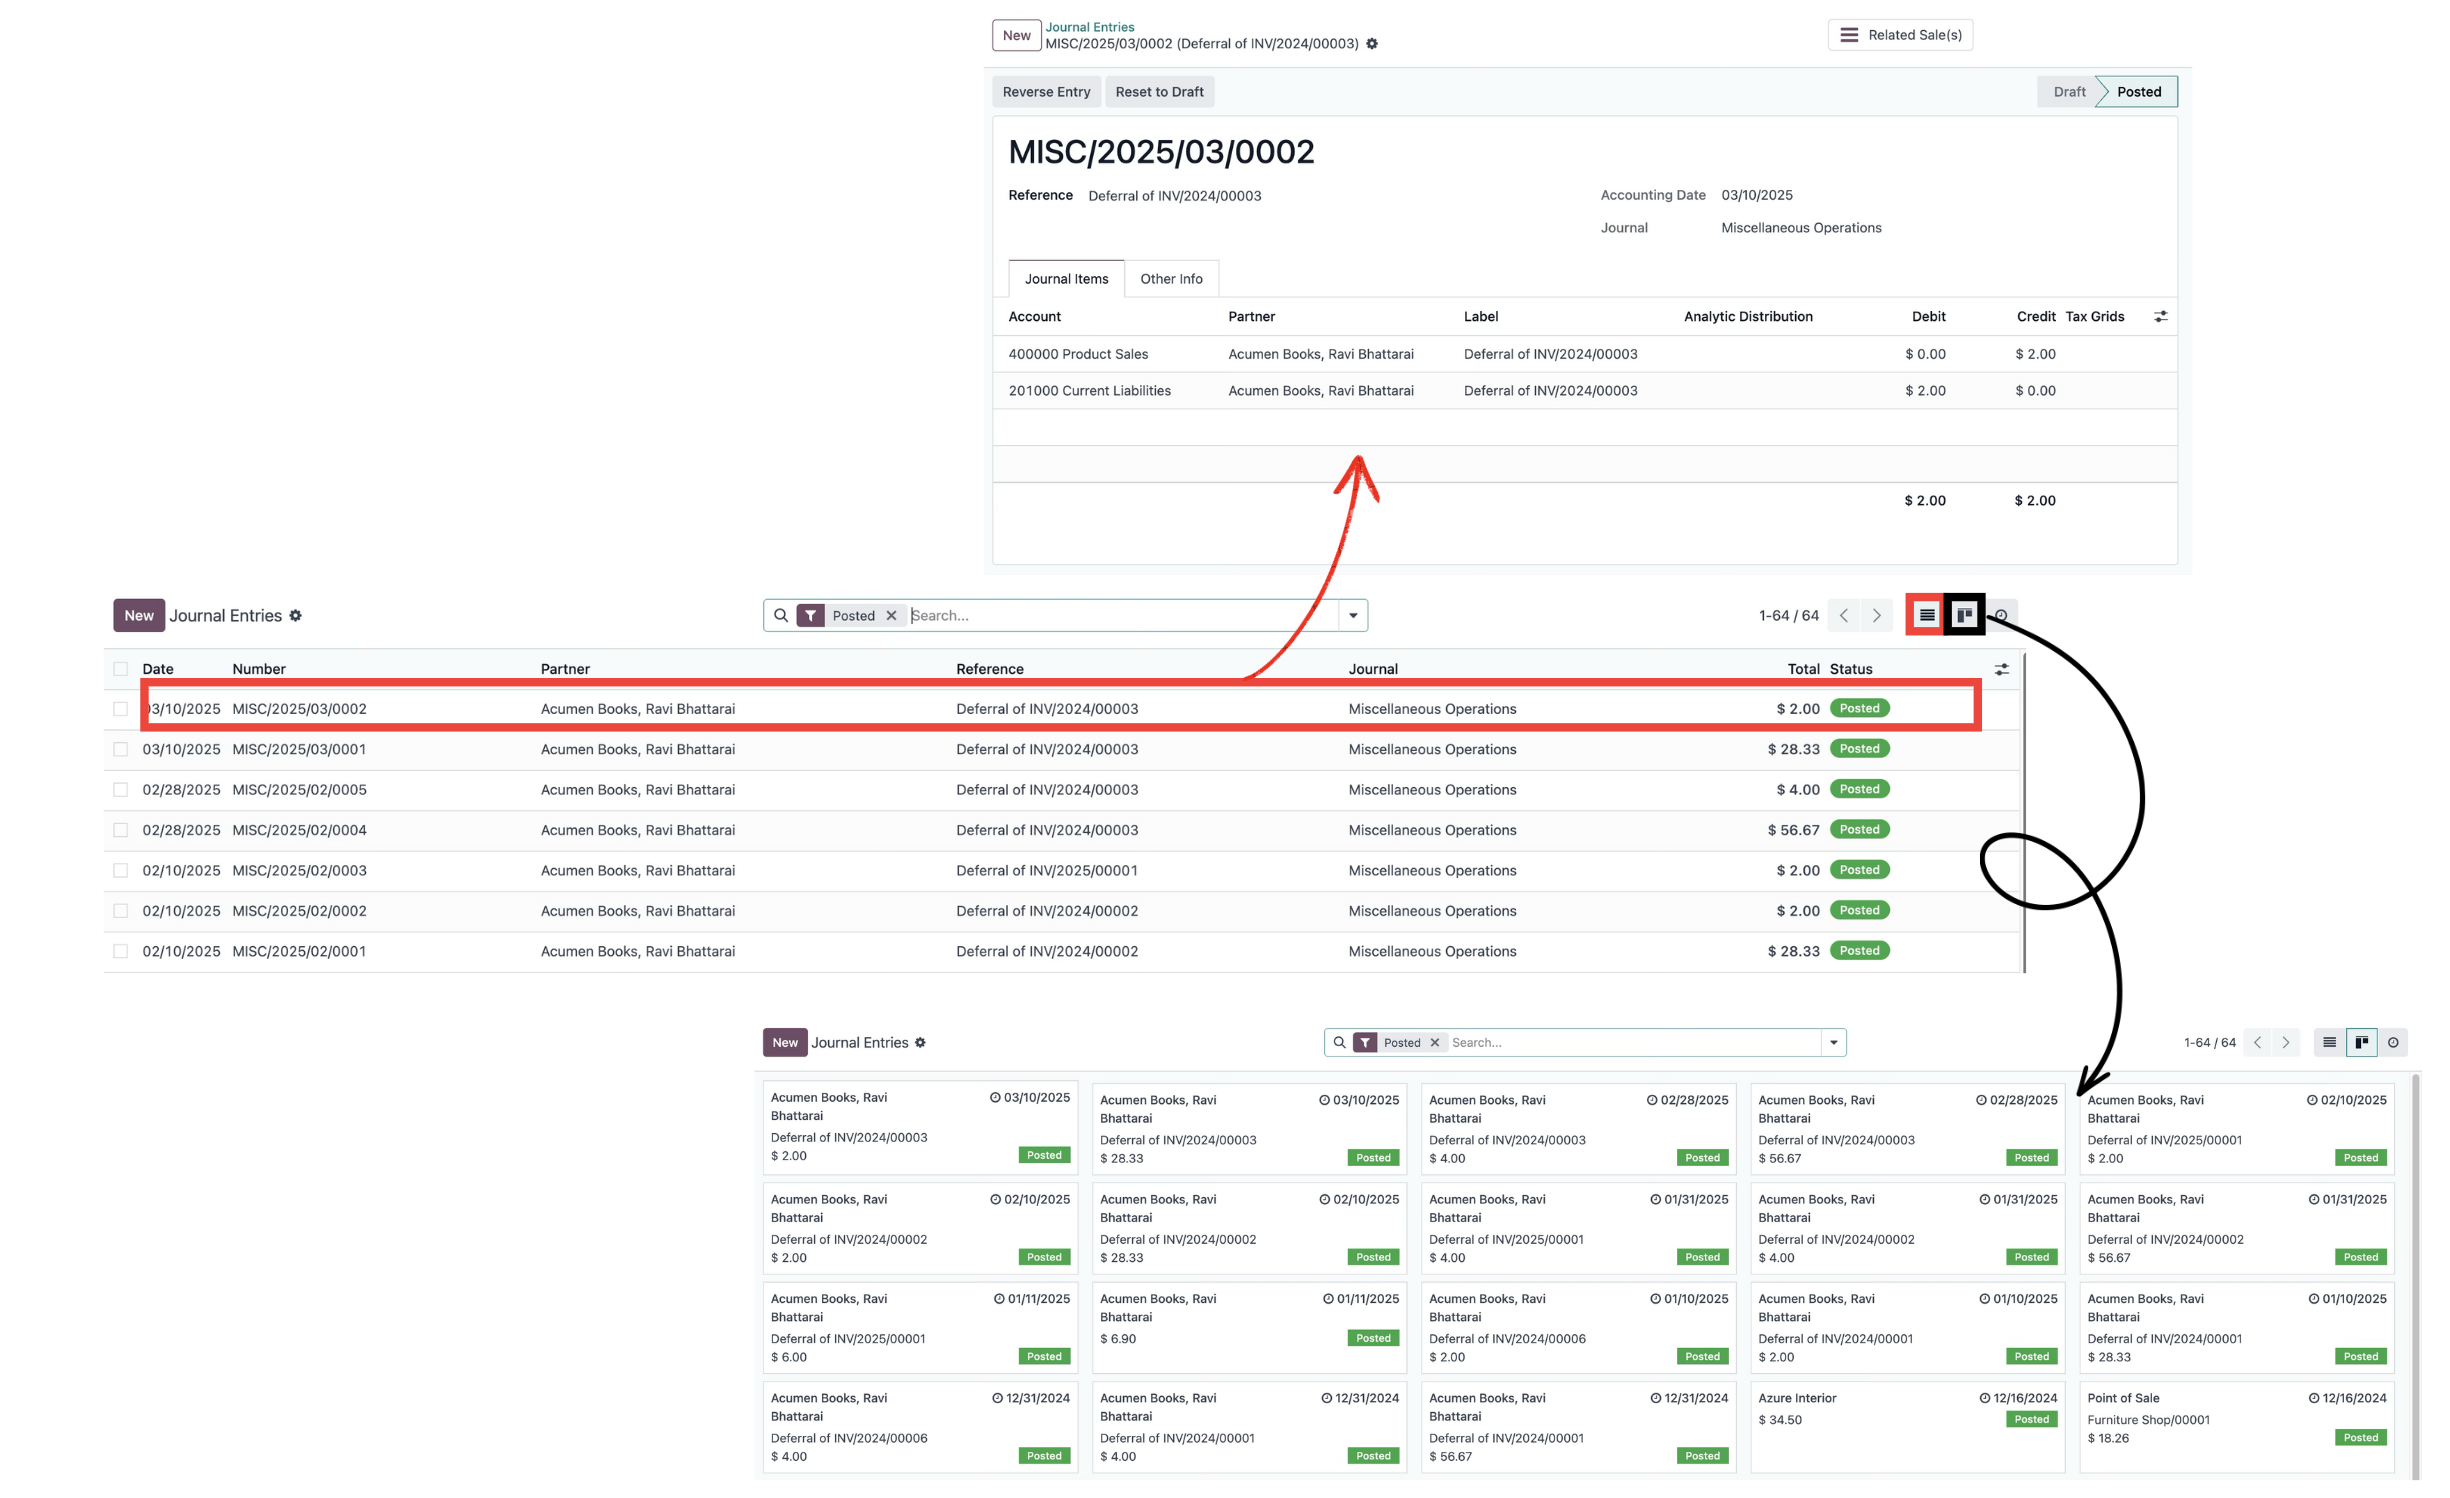 New
Journal Entries
MISC/2025/03/0002 (Deferral of INV/2024/00003)
Related Sale(s)
Reverse Entry Reset to Draft
Draft Posted
MISC/2025/03/0002
Reference Deferral of INV/2024/00003 Accounting Date 03/10/2025
Journal Miscellaneous Operations
Journal Items Other Info
Account Partner Label Analytic Distribution Debit Credit Tax Grids
400000 Product Sales Acumen Books, Ravi Bhattarai Deferral of INV/2024/00003 $ 0.00 $ 2.00
201000 Current Liabilities Acumen Books, Ravi Bhattarai Deferral of INV/2024/00003 $ 2.00 $ 0.00
$ 2.00 $ 2.00
New Journal Entries Posted Search... 1-64 / 64
Date Number Partner Reference Journal Total Status
03/10/2025 MISC/2025/03/0002 Acumen Books, Ravi Bhattarai Deferral of INV/2024/00003 Miscellaneous Operations $ 2.00 Posted
03/10/2025 MISC/2025/03/0001 Acumen Books, Ravi Bhattarai Deferral of INV/2024/00003 Miscellaneous Operations $ 28.33 Posted
02/28/2025 MISC/2025/02/0005 Acumen Books, Ravi Bhattarai Deferral of INV/2024/00003 Miscellaneous Operations $ 4.00 Posted
02/28/2025 MISC/2025/02/0004 Acumen Books, Ravi Bhattarai Deferral of INV/2024/00003 Miscellaneous Operations $ 56.67 Posted
02/10/2025 MISC/2025/02/0003 Acumen Books, Ravi Bhattarai Deferral of INV/2025/00001 Miscellaneous Operations $ 2.00 Posted
02/10/2025 MISC/2025/02/0002 Acumen Books, Ravi Bhattarai Deferral of INV/2024/00002 Miscellaneous Operations $ 2.00 Posted
02/10/2025 MISC/2025/02/0001 Acumen Books, Ravi Bhattarai Deferral of INV/2024/00002 Miscellaneous Operations $ 28.33 Posted
New Journal Entries Posted Search... 1-64 / 64
Acumen Books, Ravi 03/10/2025
Bhattarai
Deferral of INV/2024/00003
$ 2.00 Posted
Acumen Books, Ravi 03/10/2025
Bhattarai
Deferral of INV/2024/00003
$ 28.33 Posted
Acumen Books, Ravi 02/28/2025
Bhattarai
Deferral of INV/2024/00003
$ 4.00 Posted
Acumen Books, Ravi 02/28/2025
Bhattarai
Deferral of INV/2024/00003
$ 56.67 Posted
Acumen Books, Ravi 02/10/2025
Bhattarai
Deferral of INV/2025/00001
$ 2.00 Posted
Acumen Books, Ravi 02/10/2025
Bhattarai
Deferral of INV/2024/00002
$ 2.00 Posted
Acumen Books, Ravi 02/10/2025
Bhattarai
Deferral of INV/2024/00002
$ 28.33 Posted
Acumen Books, Ravi 01/31/2025
Bhattarai
Deferral of INV/2025/00001
$ 4.00 Posted
Acumen Books, Ravi 01/31/2025
Bhattarai
Deferral of INV/2024/00002
$ 4.00 Posted
Acumen Books, Ravi 01/31/2025
Bhattarai
Deferral of INV/2024/00002
$ 56.67 Posted
Acumen Books, Ravi 01/11/2025
Bhattarai
Deferral of INV/2025/00001
$ 6.00 Posted
Acumen Books, Ravi 01/11/2025
Bhattarai
$ 6.90 Posted
Acumen Books, Ravi 01/10/2025
Bhattarai
Deferral of INV/2024/00006
$ 2.00 Posted
Acumen Books, Ravi 01/10/2025
Bhattarai
Deferral of INV/2024/00001
$ 2.00 Posted
Acumen Books, Ravi 01/10/2025
Bhattarai
Deferral of INV/2024/00001
$ 28.33 Posted
Acumen Books, Ravi 12/31/2024
Bhattarai
Deferral of INV/2024/00006
$ 4.00 Posted
Acumen Books, Ravi 12/31/2024
Bhattarai
Deferral of INV/2024/00001
$ 4.00 Posted
Acumen Books, Ravi 12/31/2024
Bhattarai
Deferral of INV/2024/00001
$ 56.67 Posted
Azure Interior 12/16/2024
$ 34.50 Posted
Point of Sale 12/16/2024
Furniture Shop/00001
$ 18.26 Posted